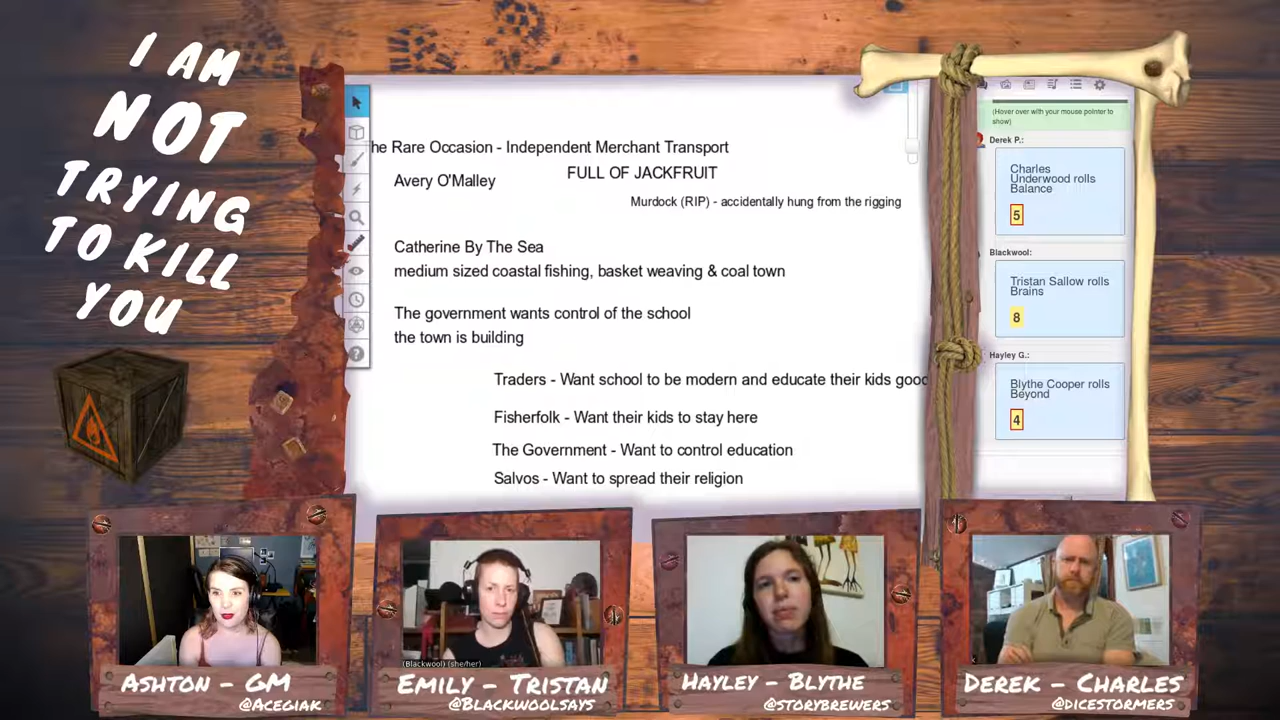 I AM
NOT
TRYING
TO KILL
YOU
he Rare Occasion - Independent Merchant Transport
FULL OF JACKFRUIT
Avery O'Malley
Murdock (RIP) - accidentally hung from the rigging
Catherine By The Sea
medium sized coastal fishing, basket weaving & coal town
The government wants control of the school
the town is building
Traders - Want school to be modern and educate their kids good
Fisherfolk - Want their kids to stay here
The Government - Want to control education
Salvos - Want to spread their religion
(Hover over with your mouse pointer to
show)
Derek P.:
Charles
Underwood rolls
Balance
5
Blackwool:
Tristan Sallow rolls
Brains
8
Hayley G.:
Blythe Cooper rolls
Beyond
4
(Blackwool) (she/her)
ASHTON - GM
@ACEGIAK
EMILY - TRISTAN
@BLACKWOOLSAYS
HAYLEY - BLYTHE
@STORYBREWERS
DEREK - CHARLES
@DICESTORMERS